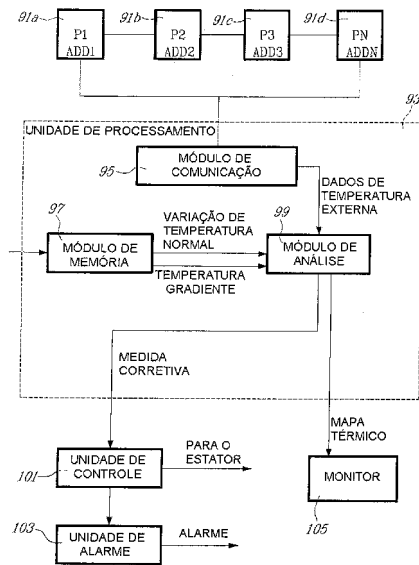 91a 91b 91c 91d
P1 P2 P3 PN
ADD1 ADD2 ADD3 ADDN
93
UNIDADE DE PROCESSAMENTO
95
MÓDULO DE
COMUNICAÇÃO
DADOS DE
TEMPERATURA
EXTERNA
97
MÓDULO DE
MEMÓRIA
VARIAÇÃO DE
TEMPERATURA
NORMAL
TEMPERATURA
GRADIENTE
99
MÓDULO DE
ANÁLISE
MEDIDA
CORRETIVA
MAPA
TÉRMICO
101
UNIDADE DE
CONTROLE
PARA O
ESTATOR
MONITOR
105
103
UNIDADE DE
ALARME
ALARME